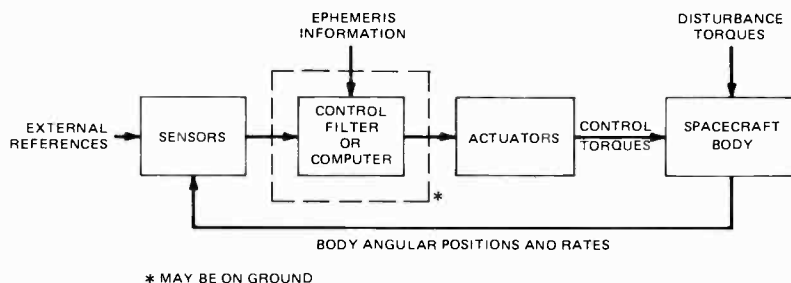 EPHEMERIS
INFORMATION
DISTURBANCE
TORQUES
EXTERNAL
REFERENCES
SENSORS
CONTROL
FILTER
OR
COMPUTER
*
ACTUATORS
CONTROL
TORQUES
SPACECRAFT
BODY
BODY ANGULAR POSITIONS AND RATES
* MAY BE ON GROUND